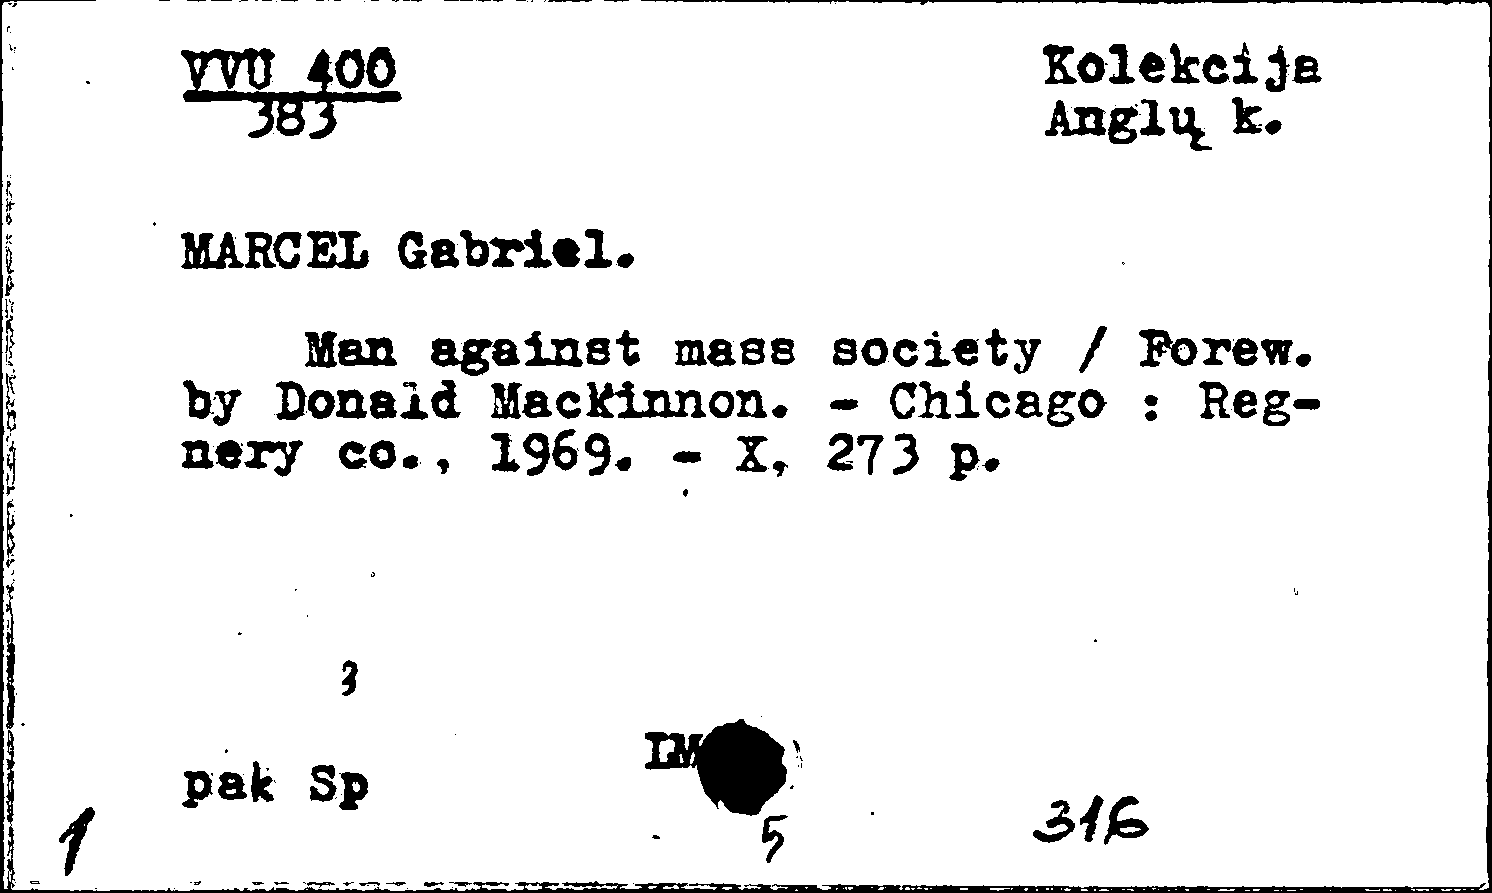 VVU 400 Kolekcija
383 Anglų k.
MARCEL Gabriel.
Man against mass society / Forew.
by Donald Mackinnon. - Chicago : Reg-
nery co., 1969. - X, 273 p.
3
LM
pak Sp
316
5
1